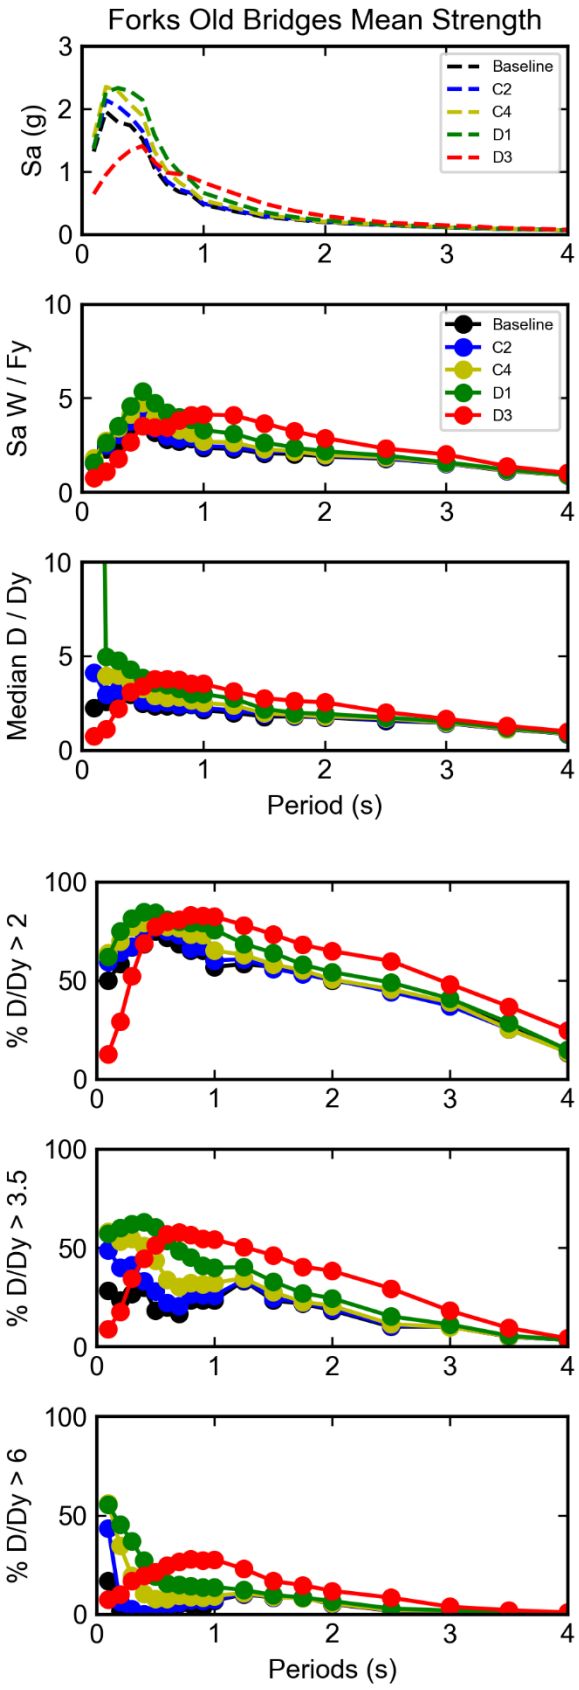 Forks Old Bridges Mean Strength
Sa (g)
3
2
1
0
Baseline
C2
C4
D1
D3
0 1 2 3 4
Sa W / Fy
10
5
0
Baseline
C2
C4
D1
D3
0 1 2 3 4
Median D / Dy
10
5
0
0 1 2 3 4
Period (s)
% D/Dy > 2
100
50
0
0 1 2 3 4
% D/Dy > 3.5
100
50
0
0 1 2 3 4
% D/Dy > 6
100
50
0
0 1 2 3 4
Periods (s)